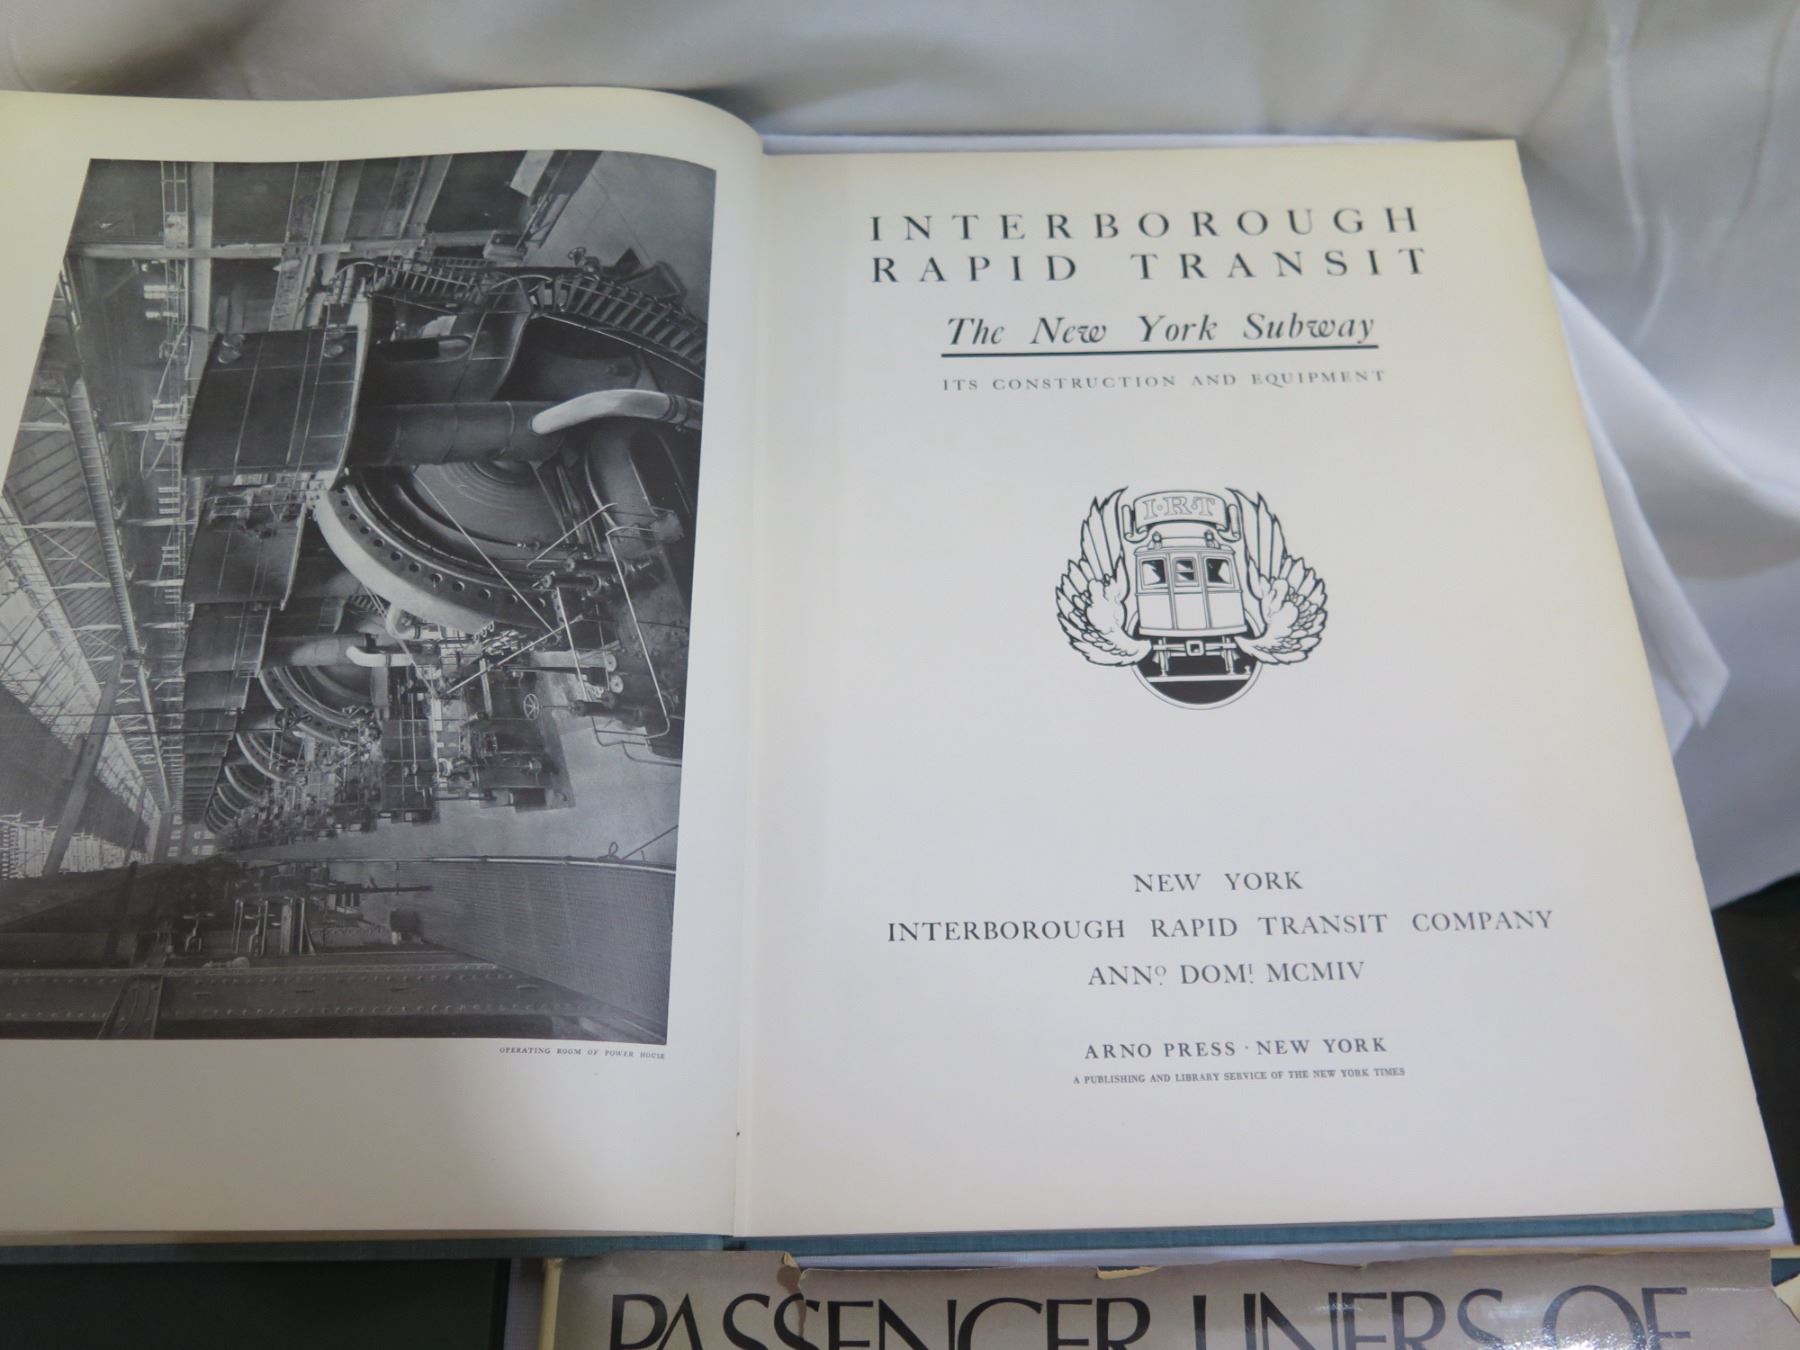 OPERATING ROOM OF POWER HOUSE
INTERBOROUGH
RAPID TRANSIT
The New York Subway
ITS CONSTRUCTION AND EQUIPMENT
I·R·T
NEW YORK
INTERBOROUGH RAPID TRANSIT COMPANY
ANNº DOMI MCMIV
ARNO PRESS · NEW YORK
A PUBLISHING AND LIBRARY SERVICE OF THE NEW YORK TIMES
PASSENGER LINERS OF